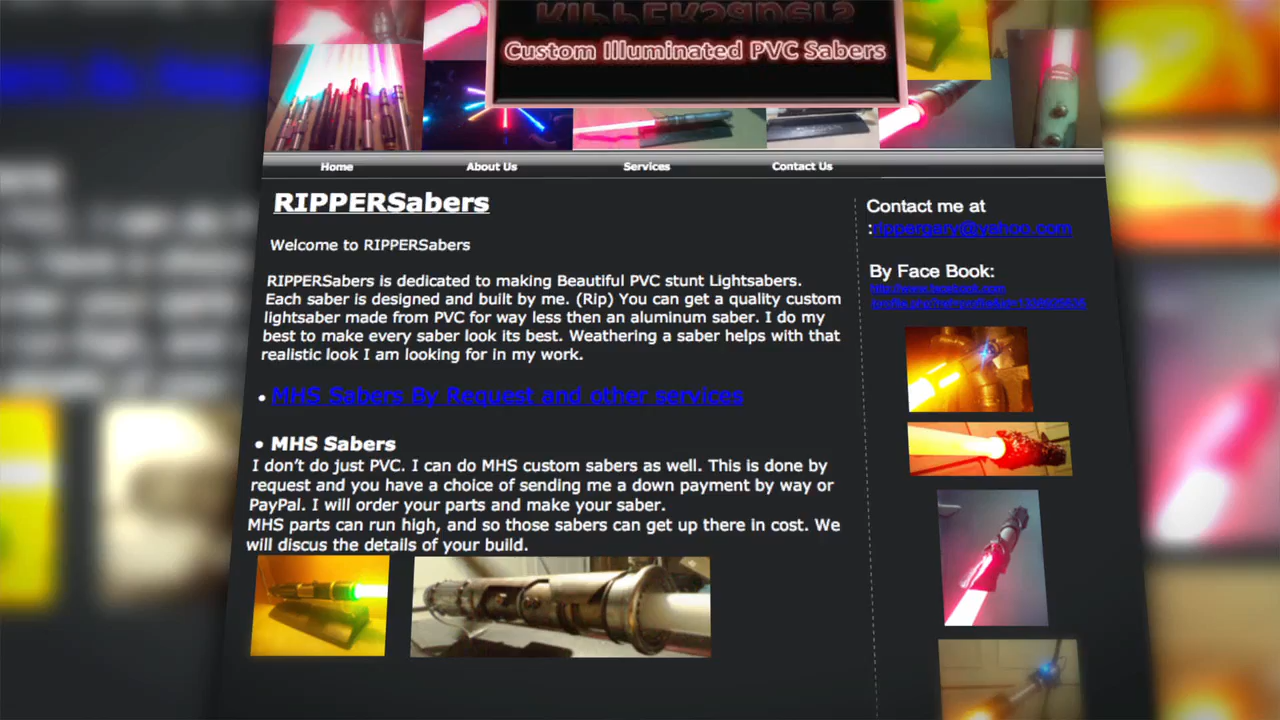 Custom Illuminated PVC Sabers
Home About Us Services Contact Us
RIPPERSabers
Welcome to RIPPERSabers
RIPPERSabers is dedicated to making Beautiful PVC stunt Lightsabers.
Each saber is designed and built by me. (Rip) You can get a quality custom
lightsaber made from PVC for way less then an aluminum saber. I do my
best to make every saber look its best. Weathering a saber helps with that
realistic look I am looking for in my work.
• MHS Sabers By Request and other services
• MHS Sabers
I don't do just PVC. I can do MHS custom sabers as well. This is done by
request and you have a choice of sending me a down payment by way or
PayPal. I will order your parts and make your saber.
MHS parts can run high, and so those sabers can get up there in cost. We
will discus the details of your build.
Contact me at
:rippergary@yahoo.com
By Face Book: